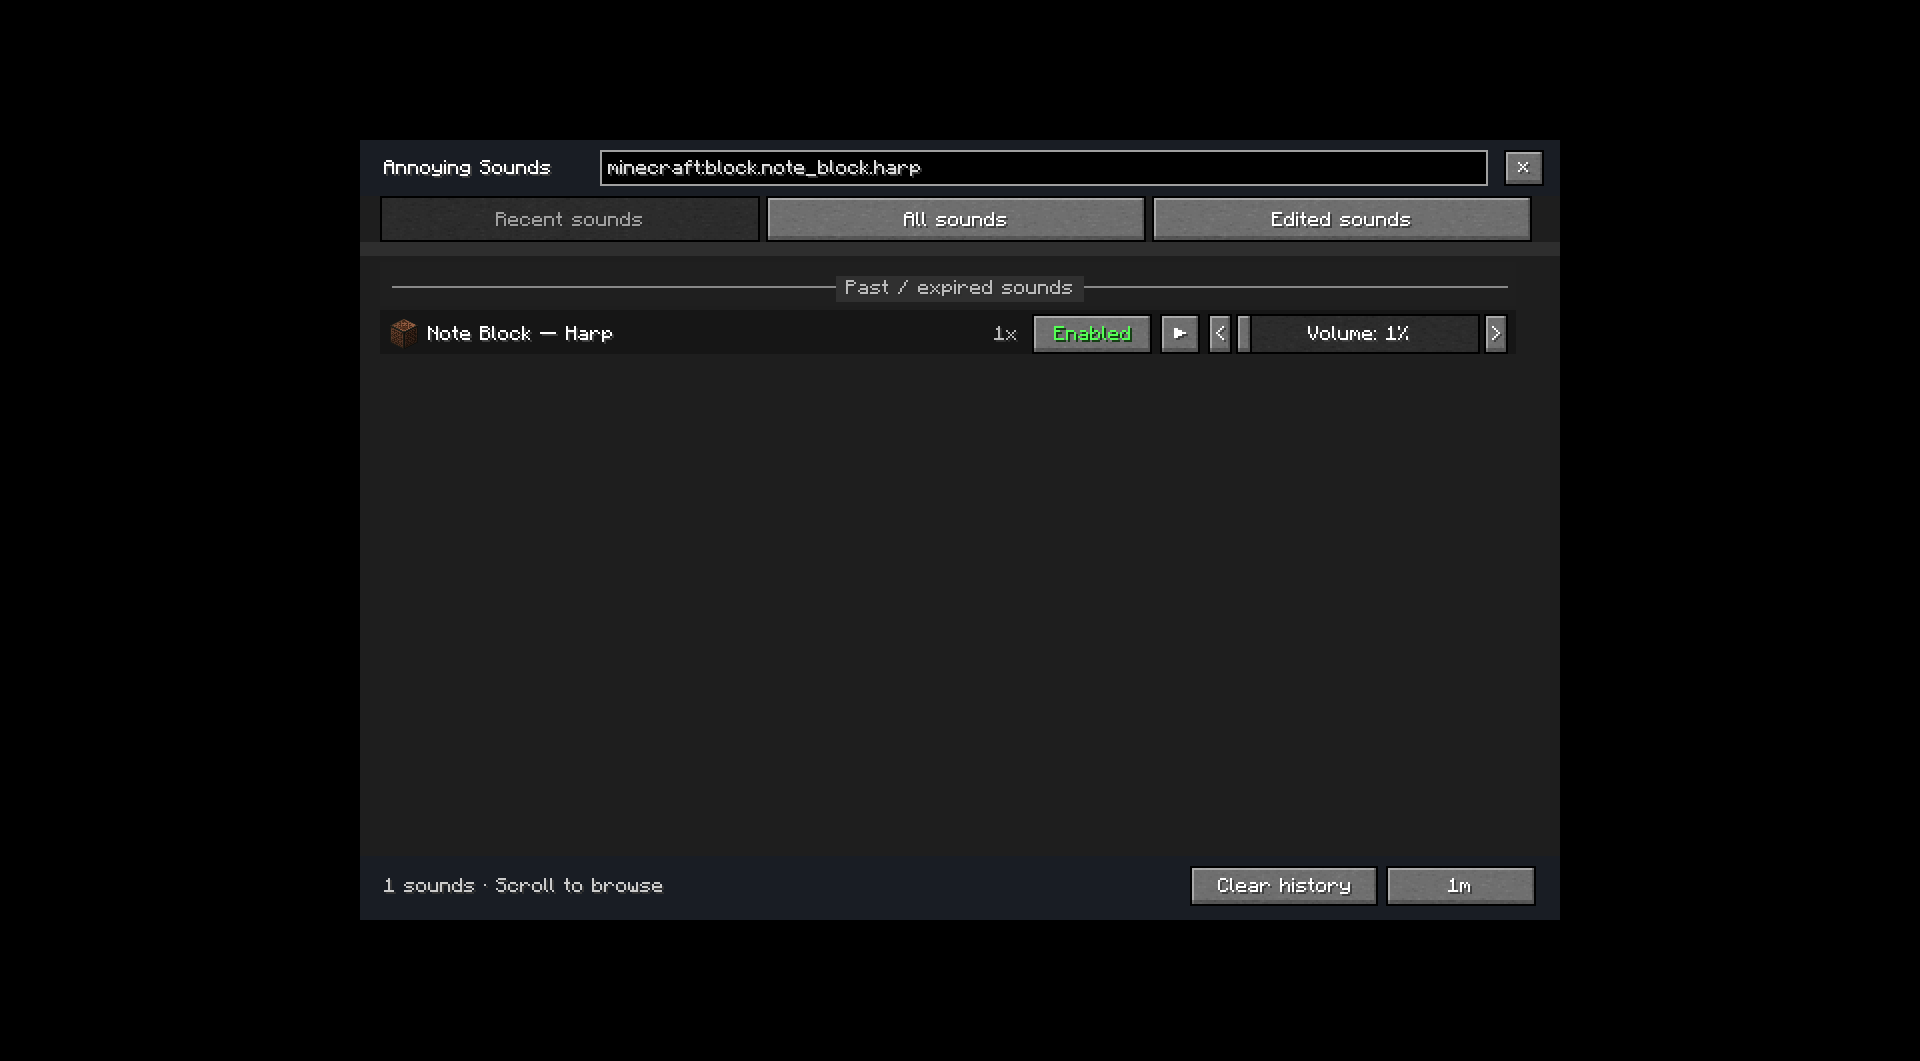 Annoying Sounds
minecraft:block.note_block.harp
x
Recent sounds
All sounds
Edited sounds
Past / expired sounds
Note Block — Harp
1x
Enabled
►
<
Volume: 1%
>
1 sounds · Scroll to browse
Clear history
1m